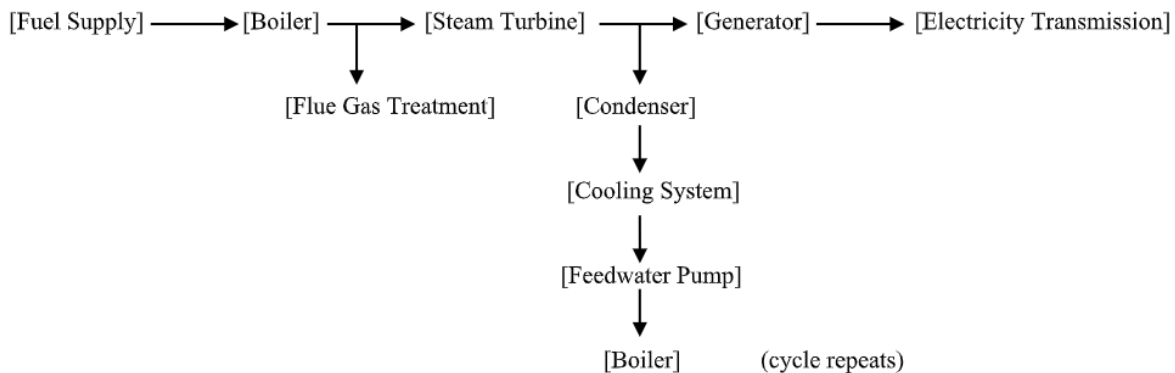 [Fuel Supply] [Boiler] [Steam Turbine] [Generator] [Electricity Transmission]
[Flue Gas Treatment] [Condenser]
[Cooling System]
[Feedwater Pump]
[Boiler] (cycle repeats)